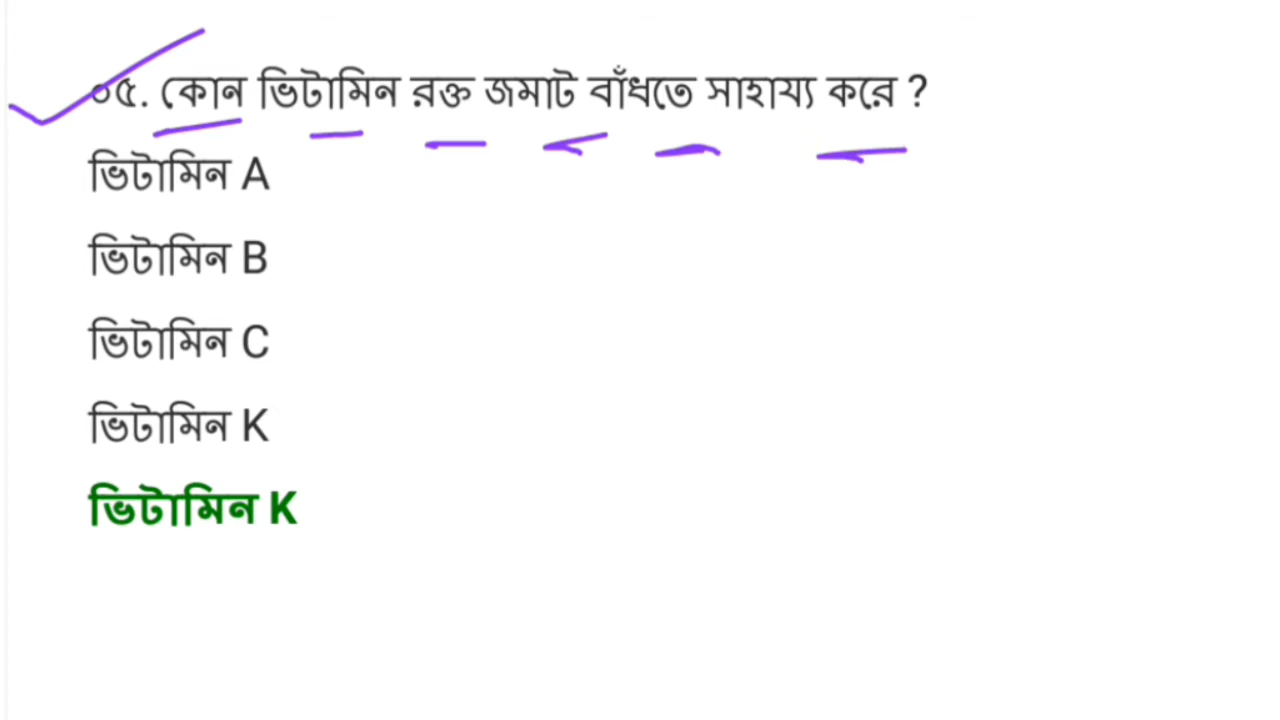 ০৫. কোন ভিটামিন রক্ত জমাট বাঁধতে সাহায্য করে ?
ভিটামিন A
ভিটামিন B
ভিটামিন C
ভিটামিন K
ভিটামিন K